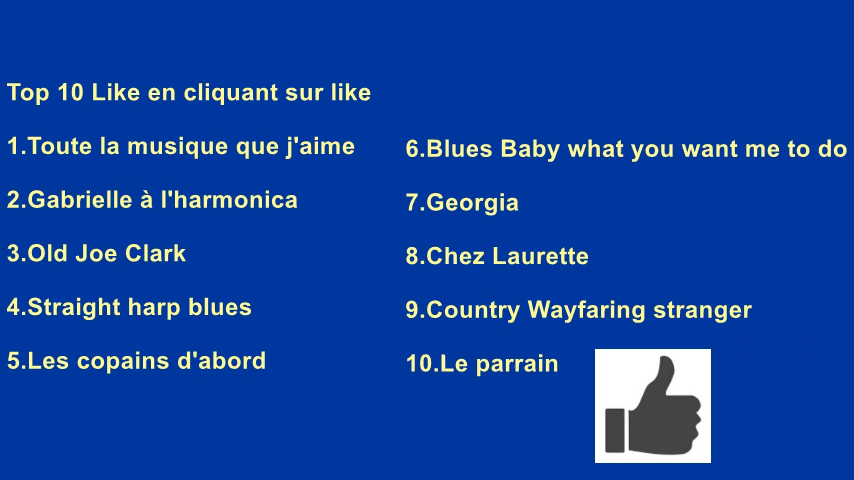 Top 10 Like en cliquant sur like
1.Toute la musique que j'aime
2.Gabrielle à l'harmonica
3.Old Joe Clark
4.Straight harp blues
5.Les copains d'abord
6.Blues Baby what you want me to do
7.Georgia
8.Chez Laurette
9.Country Wayfaring stranger
10.Le parrain